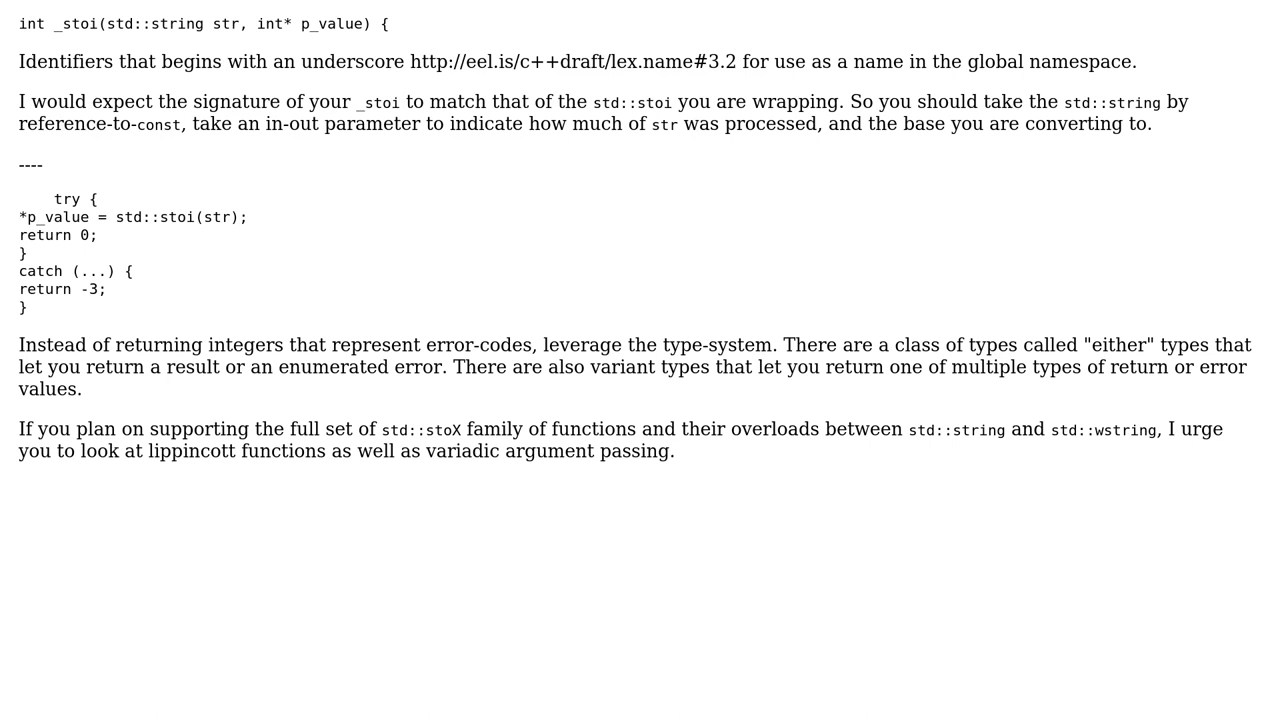 int _stoi(std::string str, int* p_value) {
Identifiers that begins with an underscore http://eel.is/c++draft/lex.name#3.2 for use as a name in the global namespace.
I would expect the signature of your _stoi to match that of the std::stoi you are wrapping. So you should take the std::string by
reference-to-const, take an in-out parameter to indicate how much of str was processed, and the base you are converting to.
----
    try {
*p_value = std::stoi(str);
return 0;
}
catch (...) {
return -3;
}
Instead of returning integers that represent error-codes, leverage the type-system. There are a class of types called "either" types that
let you return a result or an enumerated error. There are also variant types that let you return one of multiple types of return or error
values.
If you plan on supporting the full set of std::stoX family of functions and their overloads between std::string and std::wstring, I urge
you to look at lippincott functions as well as variadic argument passing.